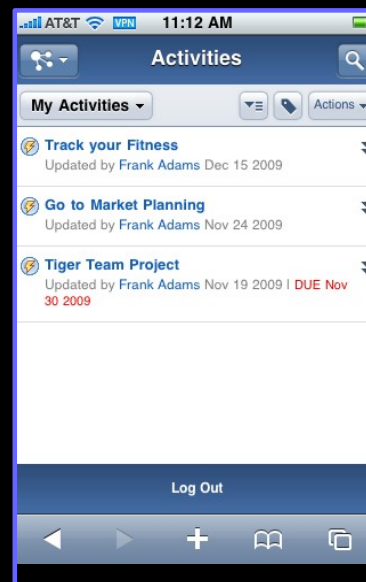 AT&T VPN 11:12 AM
Activities
My Activities Actions
Track your Fitness
Updated by Frank Adams Dec 15 2009
Go to Market Planning
Updated by Frank Adams Nov 24 2009
Tiger Team Project
Updated by Frank Adams Nov 19 2009 | DUE Nov
30 2009
Log Out